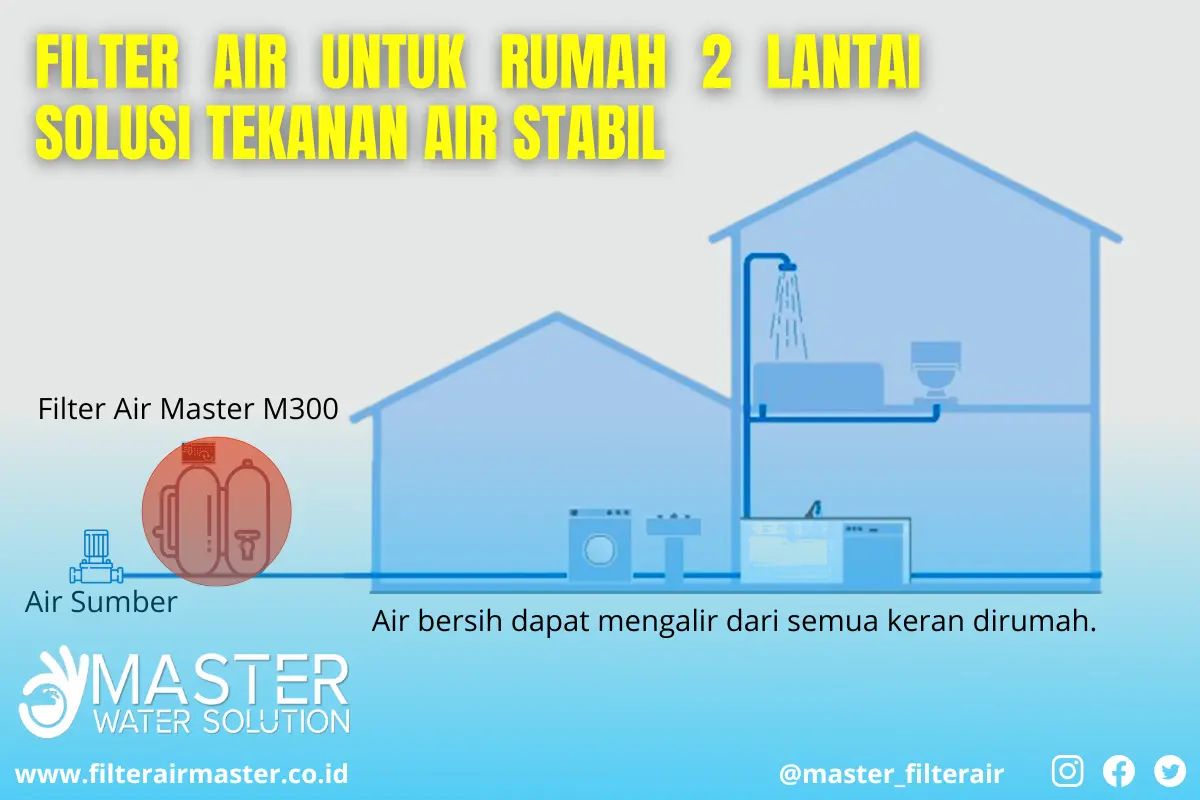 FILTER AIR UNTUK RUMAH 2 LANTAI
SOLUSI TEKANAN AIR STABIL
Filter Air Master M300
Air Sumber
Air bersih dapat mengalir dari semua keran dirumah.
MASTER
WATER SOLUTION
www.filterairmaster.co.id
@master_filterair